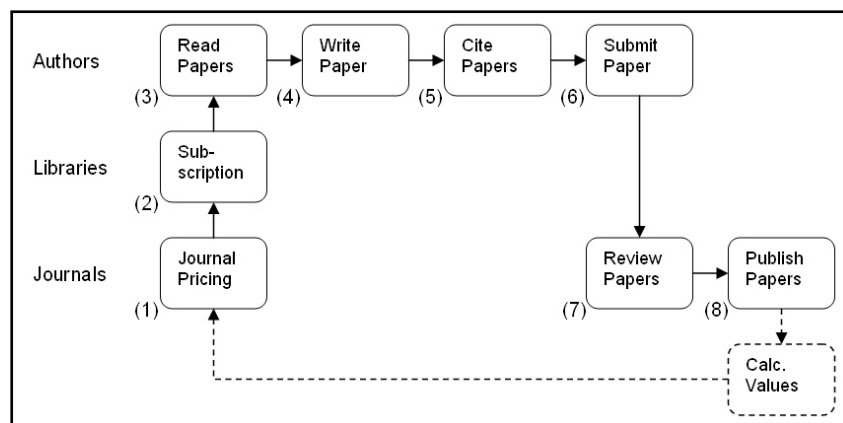 Authors
Read
Papers
(3)
Write
Paper
(4)
Cite
Papers
(5)
Submit
Paper
(6)
Libraries
Sub-
scription
(2)
Journals
Journal
Pricing
(1)
Review
Papers
(7)
Publish
Papers
(8)
Calc.
Values